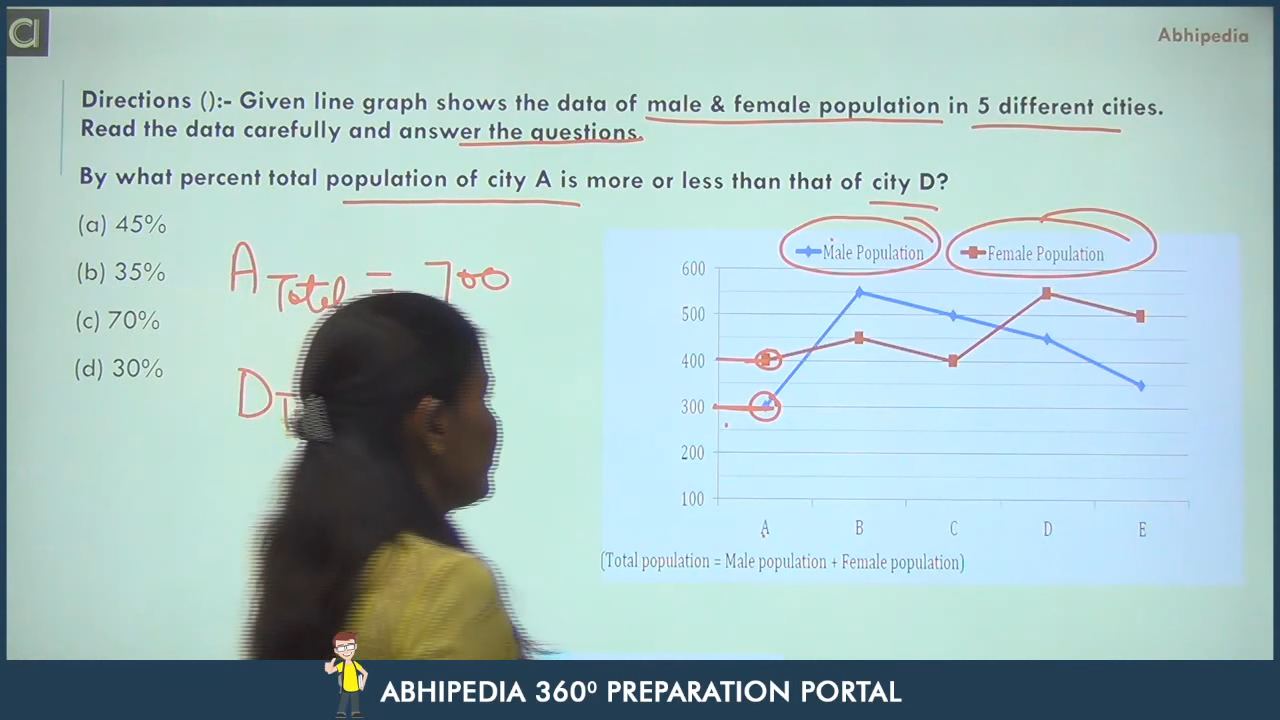 Abhipedia
Directions ():- Given line graph shows the data of male & female population in 5 different cities.
Read the data carefully and answer the questions.
By what percent total population of city A is more or less than that of city D?
(a) 45%
(b) 35%
(c) 70%
(d) 30%
A Total = 700
D
Male Population
Female Population
600
500
400
300
200
100
A B C D E
(Total population = Male population + Female population)
ABHIPEDIA 360⁰ PREPARATION PORTAL